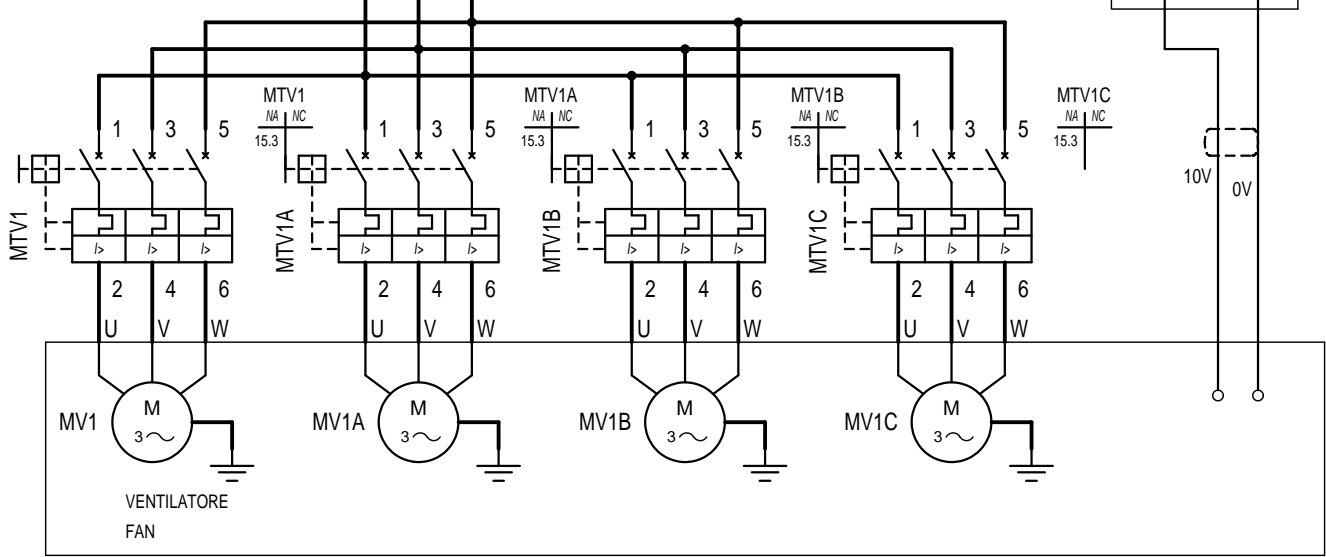 MTV1 MTV1A MTV1B MTV1C
NA NC NA NC NA NC NA NC
1 3 5 1 3 5 1 3 5 1 3 5
15.3 15.3 15.3 15.3
10V 0V
MTV1 MTV1A MTV1B MTV1C
I> I> I> I> I> I> I> I> I> I> I> I>
2 4 6 2 4 6 2 4 6 2 4 6
U V W U V W U V W U V W
MV1 M 3 MV1A M 3 MV1B M 3 MV1C M 3
VENTILATORE
FAN